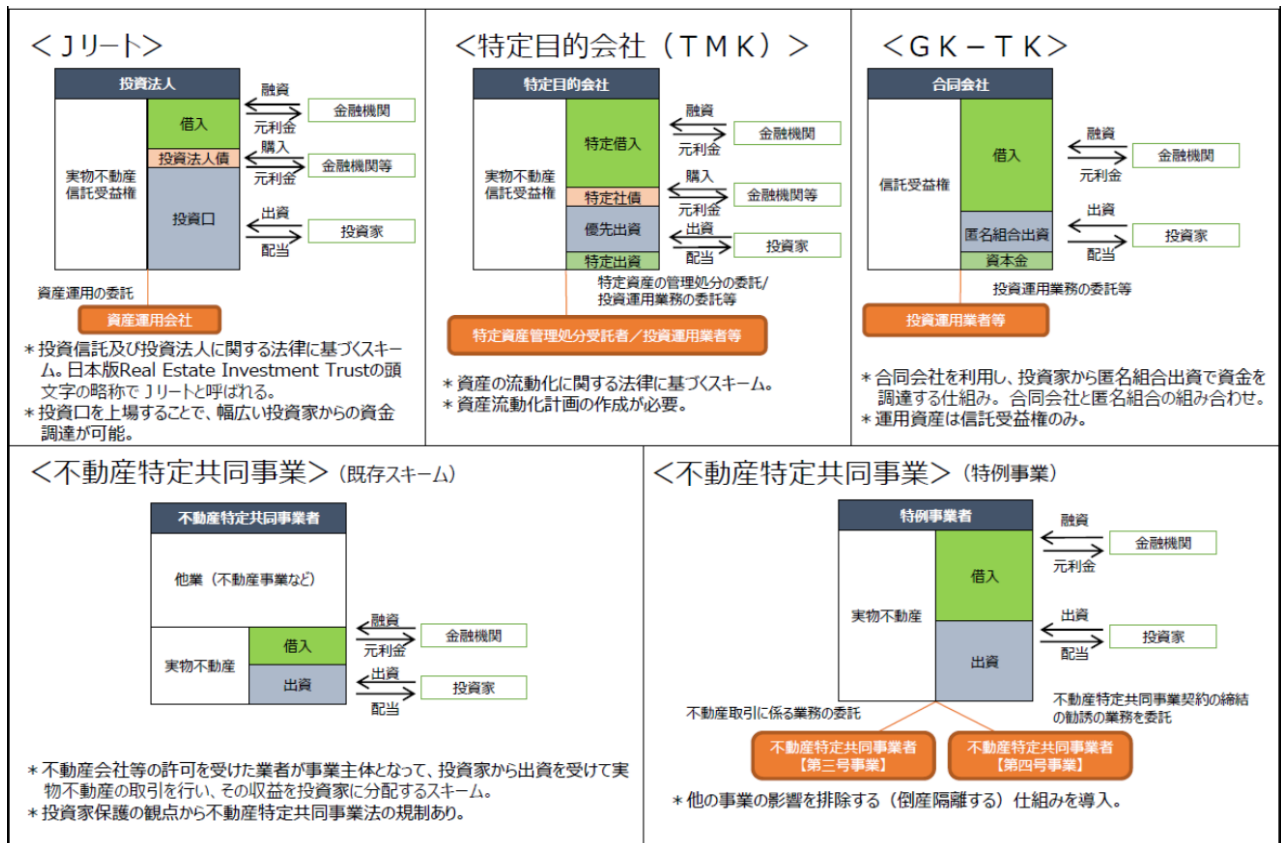 ＜Ｊリート＞
投資法人
実物不動産
信託受益権
借入
投資法人債
投資口
融資
元利金
金融機関
購入
元利金
金融機関等
出資
配当
投資家
資産運用の委託
資産運用会社
＊投資信託及び投資法人に関する法律に基づくスキー
ム。日本版Real Estate Investment Trustの頭
文字の略称でＪリートと呼ばれる。
＊投資口を上場することで、幅広い投資家からの資金
調達が可能。
＜特定目的会社（ＴＭＫ）＞
特定目的会社
実物不動産
信託受益権
特定借入
特定社債
優先出資
特定出資
融資
元利金
金融機関
購入
元利金
金融機関等
出資
配当
投資家
特定資産の管理処分の委託/
投資運用業務の委託等
特定資産管理処分受託者／投資運用業者等
＊資産の流動化に関する法律に基づくスキーム。
＊資産流動化計画の作成が必要。
＜ＧＫ－ＴＫ＞
合同会社
信託受益権
借入
匿名組合出資
資本金
融資
元利金
金融機関
出資
配当
投資家
投資運用業務の委託等
投資運用業者等
＊合同会社を利用し、投資家から匿名組合出資で資金を
調達する仕組み。合同会社と匿名組合の組み合わせ。
＊運用資産は信託受益権のみ。
＜不動産特定共同事業＞（既存スキーム）
不動産特定共同事業者
他業（不動産事業など）
実物不動産
借入
出資
融資
元利金
金融機関
出資
配当
投資家
＊不動産会社等の許可を受けた業者が事業主体となって、投資家から出資を受けて実
物不動産の取引を行い、その収益を投資家に分配するスキーム。
＊投資家保護の観点から不動産特定共同事業法の規制あり。
＜不動産特定共同事業＞（特例事業）
特例事業者
実物不動産
借入
出資
融資
元利金
金融機関
出資
配当
投資家
不動産取引に係る業務の委託
不動産特定共同事業契約の締結
の勧誘の業務を委託
不動産特定共同事業者
【第三号事業】
不動産特定共同事業者
【第四号事業】
＊他の事業の影響を排除する（倒産隔離する）仕組みを導入。